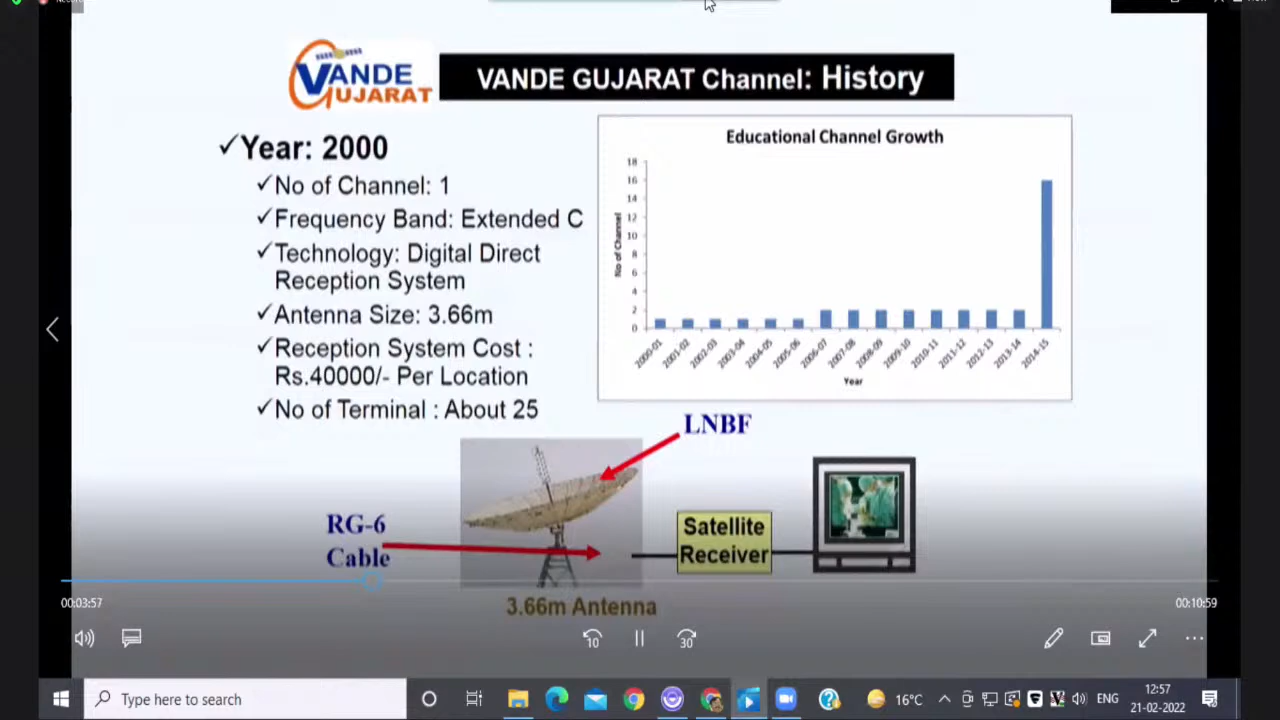 VANDE
GUJARAT
VANDE GUJARAT Channel: History
✓Year: 2000
✓No of Channel: 1
✓Frequency Band: Extended C
✓Technology: Digital Direct
Reception System
✓Antenna Size: 3.66m
✓Reception System Cost :
Rs.40000/- Per Location
✓No of Terminal : About 25
Educational Channel Growth
No of Channel
18
16
14
12
10
8
6
4
2
0
2000-01
2001-02
2002-03
2003-04
2004-05
2005-06
2006-07
2007-08
2008-09
2009-10
2010-11
2011-12
2012-13
2013-14
2014-15
Year
LNBF
RG-6
Cable
Satellite
Receiver
3.66m Antenna
00:03:57
00:10:59
10
30
Type here to search
16°C
ENG
12:57
21-02-2022